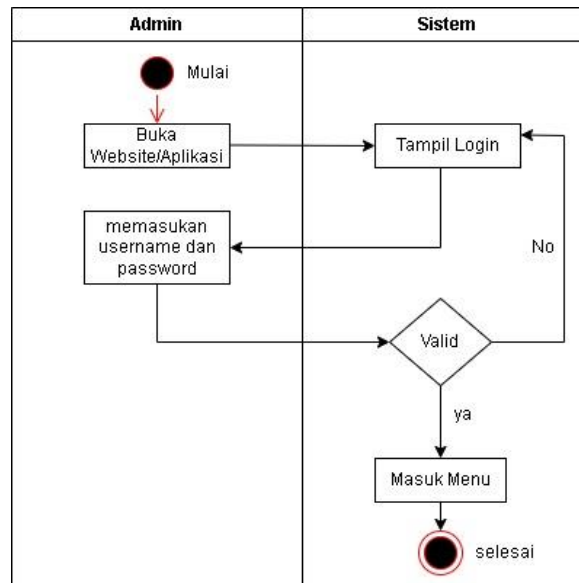 Admin
Sistem
Mulai
Buka
Website/Aplikasi
Tampil Login
memasukan
username dan
password
No
Valid
ya
Masuk Menu
selesai